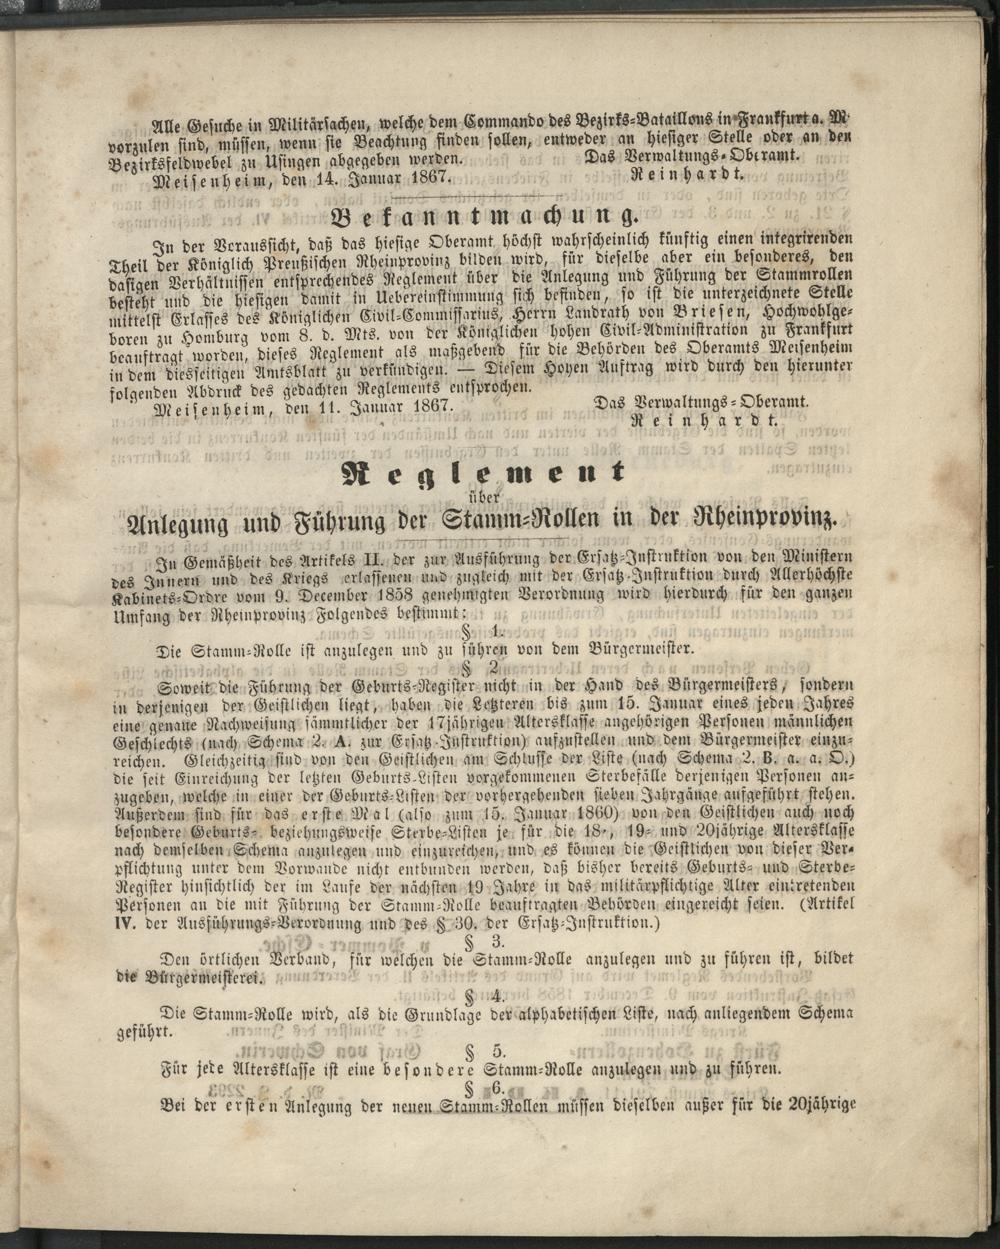 Alle Gesuche in Militärsachen, welche dem Commando des Bezirks-Bataillons in Frankfurt a. M.
vorzulen sind, müssen, wenn sie Beachtung finden sollen, entweder an hiesiger Stelle oder an den
Bezirksfeldwebel zu Usingen abgegeben werden. Das Verwaltungs-Oberamt.
Meisenheim, den 14. Januar 1867. Reinhardt.
Bekanntmachung.
In der Voraussicht, daß das hiesige Oberamt höchst wahrscheinlich künftig einen integrirenden
Theil der Königlich Preußischen Rheinprovinz bilden wird, für dieselbe aber ein besonderes, den
dasigen Verhältnissen entsprechendes Reglement über die Anlegung und Führung der Stammrollen
besteht und die hiesigen damit in Uebereinstimmung sich befinden, so ist die unterzeichnete Stelle
mittelst Erlasses des Königlichen Civil-Commissarius, Herrn Landrath von Briesen, Hochwohlge-
boren zu Homburg vom 8. d. Mts. von der Königlichen hohen Civil-Administration zu Frankfurt
beauftragt worden, dieses Reglement als maßgebend für die Behörden des Oberamts Meisenheim
in dem diesseitigen Amtsblatt zu verkündigen. — Diesem Hohen Auftrag wird durch den hierunter
folgenden Abdruck des gedachten Reglements entsprochen.
Meisenheim, den 11. Januar 1867. Das Verwaltungs-Oberamt.
Reinhardt.
Reglement
über
Anlegung und Führung der Stamm-Rollen in der Rheinprovinz.
In Gemäßheit des Artikels II. der zur Ausführung der Ersatz-Instruktion von den Ministern
des Innern und des Kriegs erlassenen und zugleich mit der Ersatz-Instruktion durch Allerhöchste
Kabinets-Ordre vom 9. December 1858 genehmigten Verordnung wird hierdurch für den ganzen
Umfang der Rheinprovinz Folgendes bestimmt:
§ 1.
Die Stamm-Rolle ist anzulegen und zu führen von dem Bürgermeister.
§ 2
Soweit die Führung der Geburts-Register nicht in der Hand des Bürgermeisters, sondern
in derjenigen der Geistlichen liegt, haben die Letzteren bis zum 15. Januar eines jeden Jahres
eine genaue Nachweisung sämmtlicher der 17jährigen Altersklasse angehörigen Personen männlichen
Geschlechts (nach Schema 2. A. zur Ersatz-Instruktion) aufzustellen und dem Bürgermeister einzu-
reichen. Gleichzeitig sind von den Geistlichen am Schlusse der Liste (nach Schema 2. B. a. a. O.)
die seit Einreichung der letzten Geburts-Listen vorgekommenen Sterbefälle derjenigen Personen an-
zugeben, welche in einer der Geburts-Listen der vorhergehenden sieben Jahrgänge aufgeführt stehen.
Außerdem sind für das erste Mal (also zum 15. Januar 1860) von den Geistlichen auch noch
besondere Geburts- beziehungsweise Sterbe-Listen je für die 18-, 19- und 20jährige Altersklasse
nach demselben Schema anzulegen und einzureichen, und es können die Geistlichen von dieser Ver-
pflichtung unter dem Vorwande nicht entbunden werden, daß bisher bereits Geburts- und Sterbe-
Register hinsichtlich der im Laufe der nächsten 19 Jahre in das militärpflichtige Alter eintretenden
Personen an die mit Führung der Stamm-Rolle beauftragten Behörden eingereicht seien. (Artikel
IV. der Ausführungs-Verordnung und des § 30. der Ersatz-Instruktion.)
§ 3.
Den örtlichen Verband, für welchen die Stamm-Rolle anzulegen und zu führen ist, bildet
die Bürgermeisterei.
§ 4.
Die Stamm-Rolle wird, als die Grundlage der alphabetischen Liste, nach anliegendem Schema
geführt.
§ 5.
Für jede Altersklasse ist eine besondere Stamm-Rolle anzulegen und zu führen.
§ 6.
Bei der ersten Anlegung der neuen Stamm-Rollen müssen dieselben außer für die 20jährige